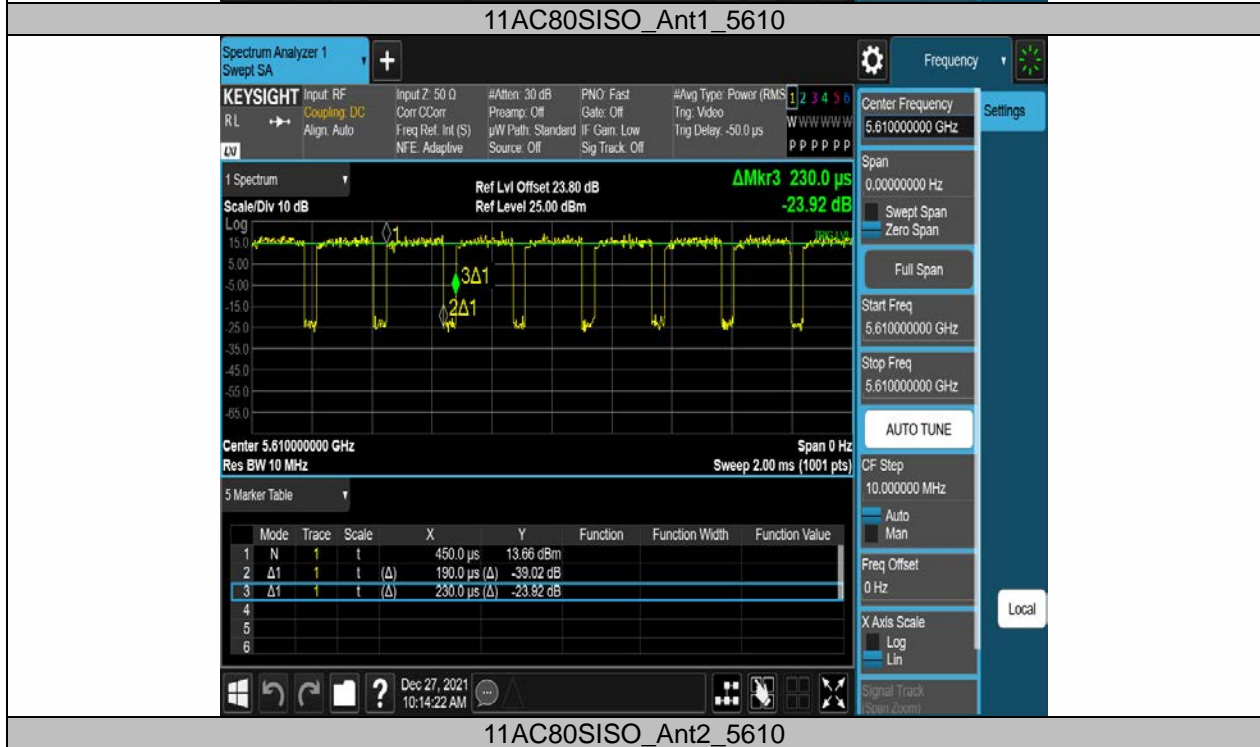 11AC80SISO_Ant1_5610
Spectrum Analyzer 1
Swept SA
+
Frequency
KEYSIGHT
RL
LXI
Input: RF
Coupling: DC
Align: Auto
Input Z: 50 Ω
Corr CCorr
Freq Ref: Int (S)
NFE: Adaptive
#Atten: 30 dB
Preamp: Off
µW Path: Standard
Source: Off
PNO: Fast
Gate: Off
IF Gain: Low
Sig Track: Off
#Avg Type: Power (RMS
Trig: Video
Trig Delay: -50.0 µs
1 2 3 4 5 6
W W W W W W
P P P P P P
1 Spectrum
Scale/Div 10 dB
Ref Lvl Offset 23.80 dB
Ref Level 25.00 dBm
ΔMkr3 230.0 µs
-23.92 dB
Log
15.0
5.00
-5.00
-15.0
-25.0
-35.0
-45.0
-55.0
-65.0
1
3Δ1
2Δ1
TRIG LVL
Center 5.610000000 GHz
Res BW 10 MHz
Span 0 Hz
Sweep 2.00 ms (1001 pts)
5 Marker Table
Mode Trace Scale X Y Function Function Width Function Value
1 N 1 t 450.0 µs 13.66 dBm
2 Δ1 1 t (Δ) 190.0 µs (Δ) -39.02 dB
3 Δ1 1 t (Δ) 230.0 µs (Δ) -23.92 dB
4
5
6
Dec 27, 2021
10:14:22 AM
Center Frequency
5.610000000 GHz
Settings
Span
0.00000000 Hz
Swept Span
Zero Span
Full Span
Start Freq
5.610000000 GHz
Stop Freq
5.610000000 GHz
AUTO TUNE
CF Step
10.000000 MHz
Auto
Man
Freq Offset
0 Hz
X Axis Scale
Log
Lin
Local
Signal Track
(Span Zoom)
11AC80SISO_Ant2_5610